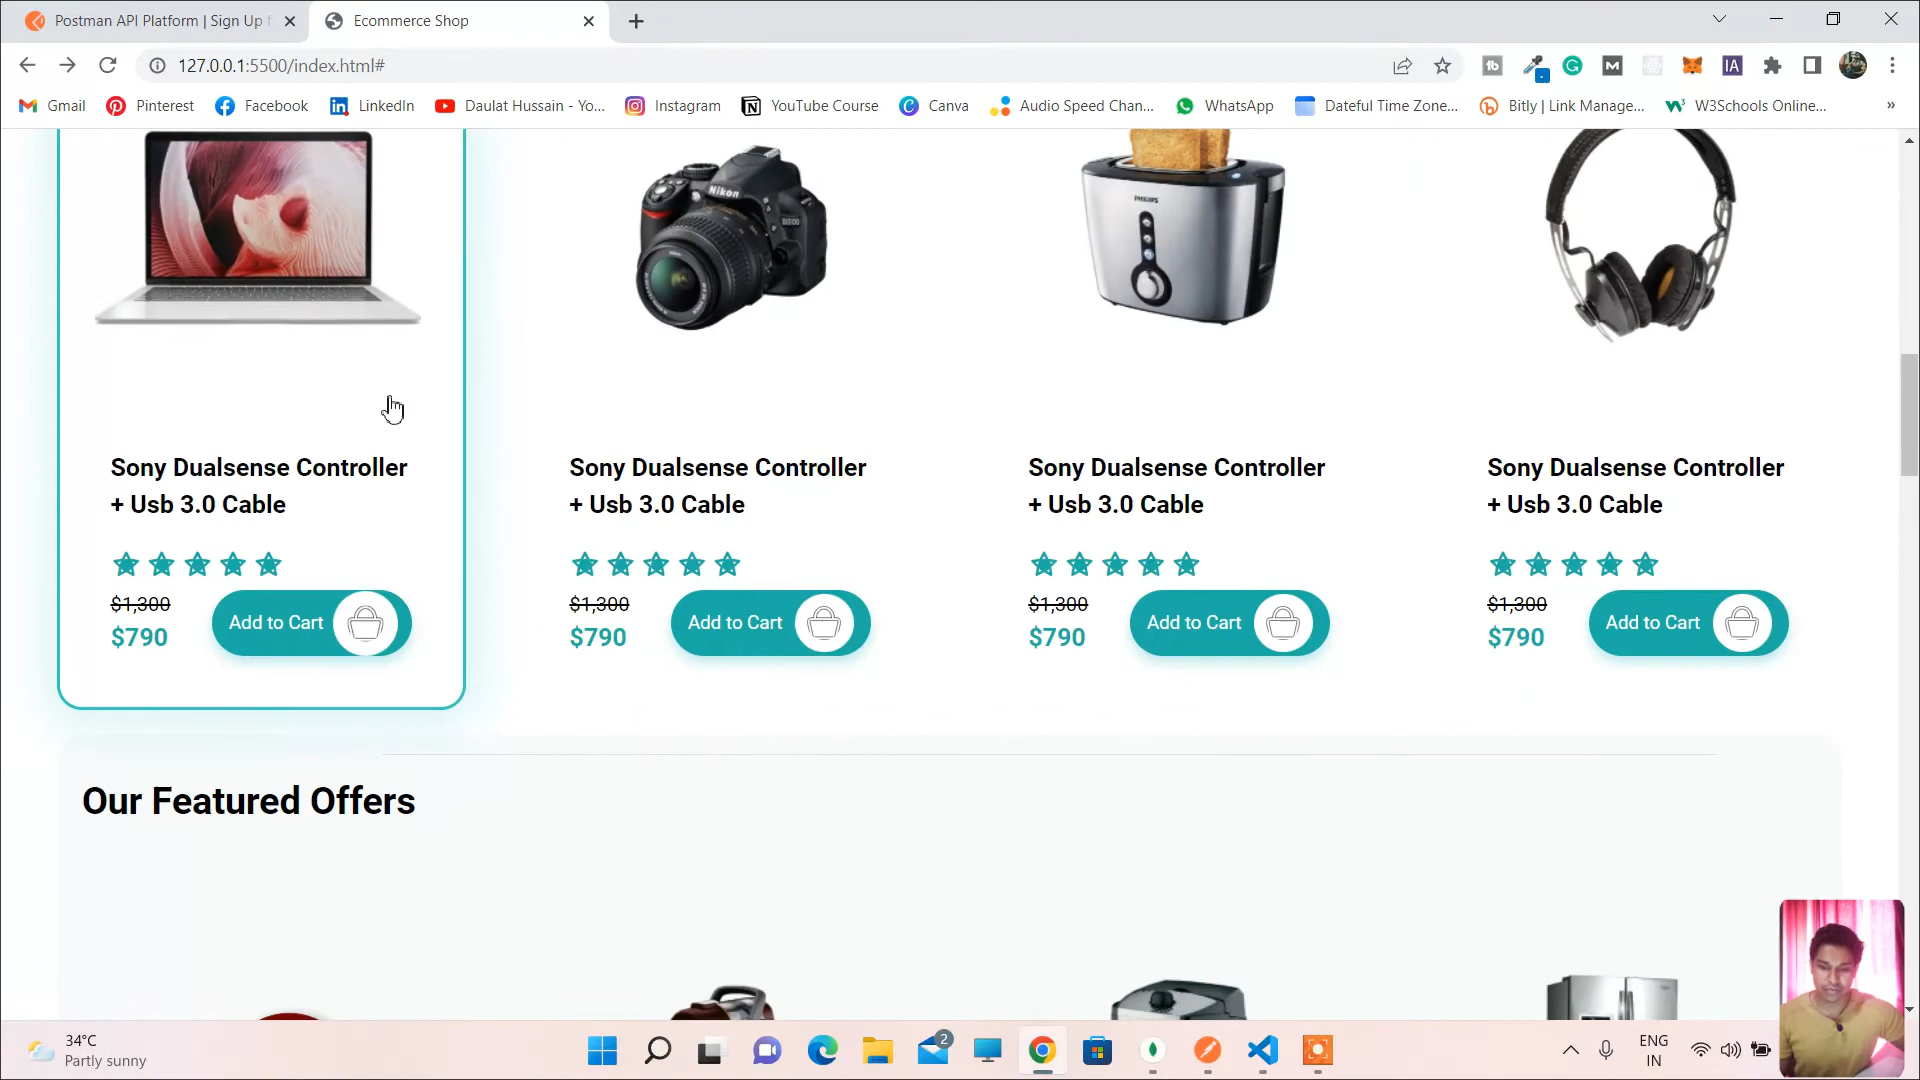 Postman API Platform | Sign Up f
Ecommerce Shop
127.0.0.1:5500/index.html#
Gmail
Pinterest
Facebook
LinkedIn
Daulat Hussain - Yo...
Instagram
YouTube Course
Canva
Audio Speed Chan...
WhatsApp
Dateful Time Zone...
Bitly | Link Manage...
W3Schools Online...
Nikon
D3100
PHILIPS
Sony Dualsense Controller
+ Usb 3.0 Cable
$1,300
$790
Add to Cart
Sony Dualsense Controller
+ Usb 3.0 Cable
$1,300
$790
Add to Cart
Sony Dualsense Controller
+ Usb 3.0 Cable
$1,300
$790
Add to Cart
Sony Dualsense Controller
+ Usb 3.0 Cable
$1,300
$790
Add to Cart
Our Featured Offers
34°C
Partly sunny
2
ENG
IN